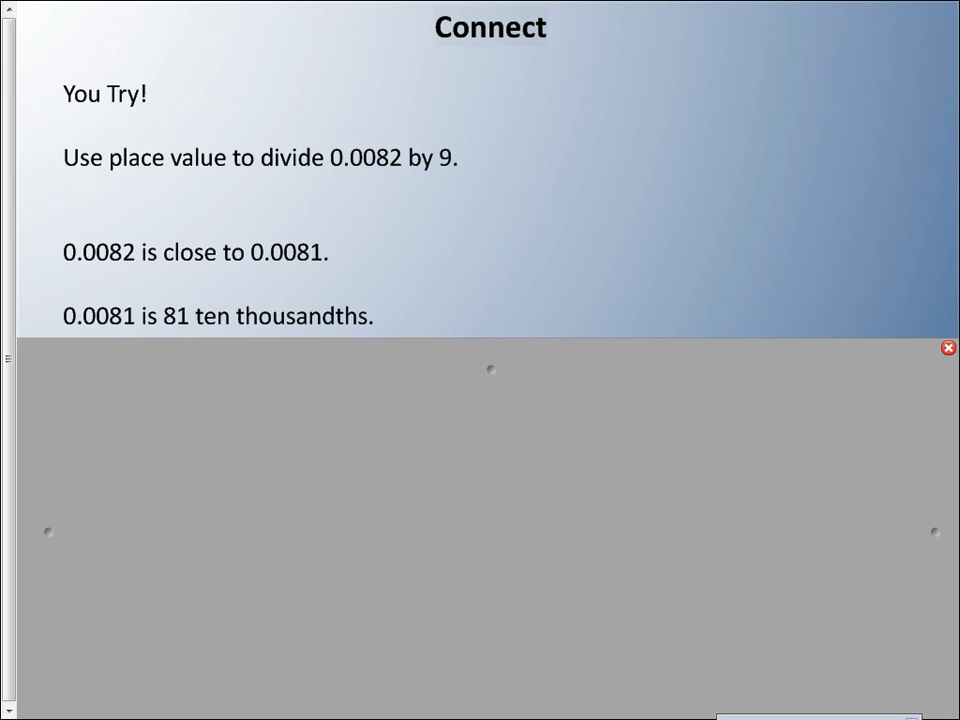 Connect
You Try!
Use place value to divide 0.0082 by 9.
0.0082 is close to 0.0081.
0.0081 is 81 ten thousandths.